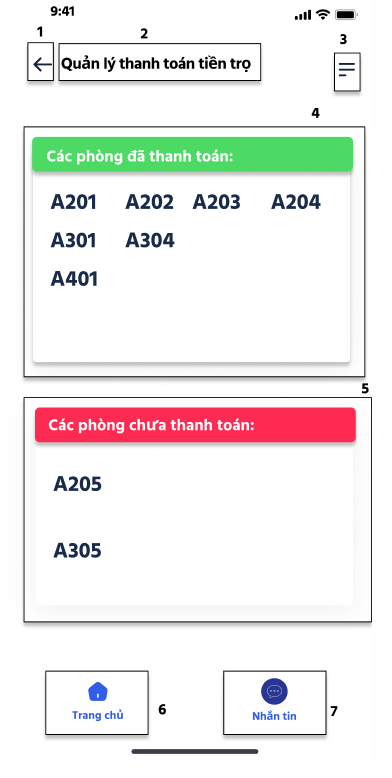 9:41
1
2
3
Quản lý thanh toán tiền trọ
4
Các phòng đã thanh toán:
A201 A202 A203 A204
A301 A304
A401
5
Các phòng chưa thanh toán:
A205
A305
6
7
Trang chủ
Nhắn tin